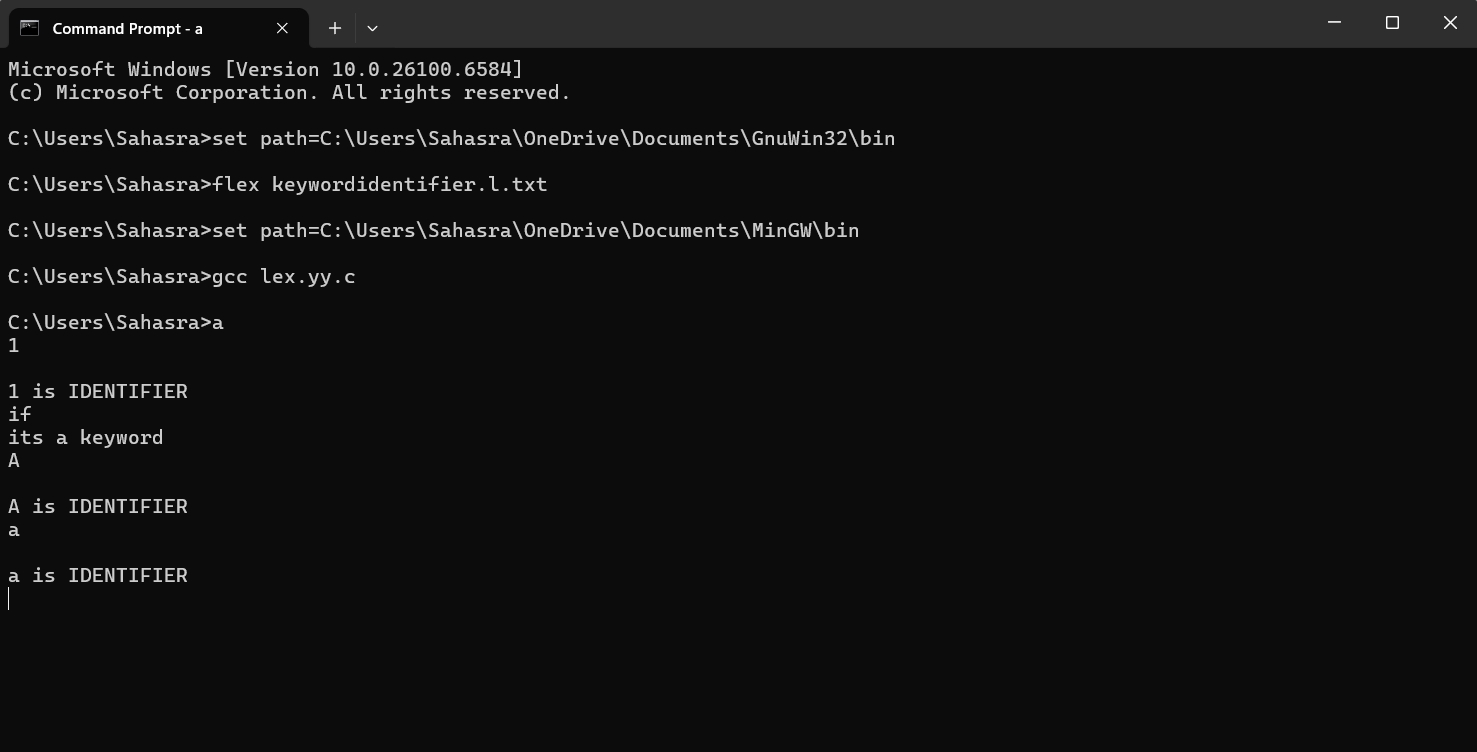 Command Prompt - a
Microsoft Windows [Version 10.0.26100.6584]
(c) Microsoft Corporation. All rights reserved.
C:\Users\Sahasra>set path=C:\Users\Sahasra\OneDrive\Documents\GnuWin32\bin
C:\Users\Sahasra>flex keywordidentifier.l.txt
C:\Users\Sahasra>set path=C:\Users\Sahasra\OneDrive\Documents\MinGW\bin
C:\Users\Sahasra>gcc lex.yy.c
C:\Users\Sahasra>a
1
1 is IDENTIFIER
if
its a keyword
A
A is IDENTIFIER
a
a is IDENTIFIER